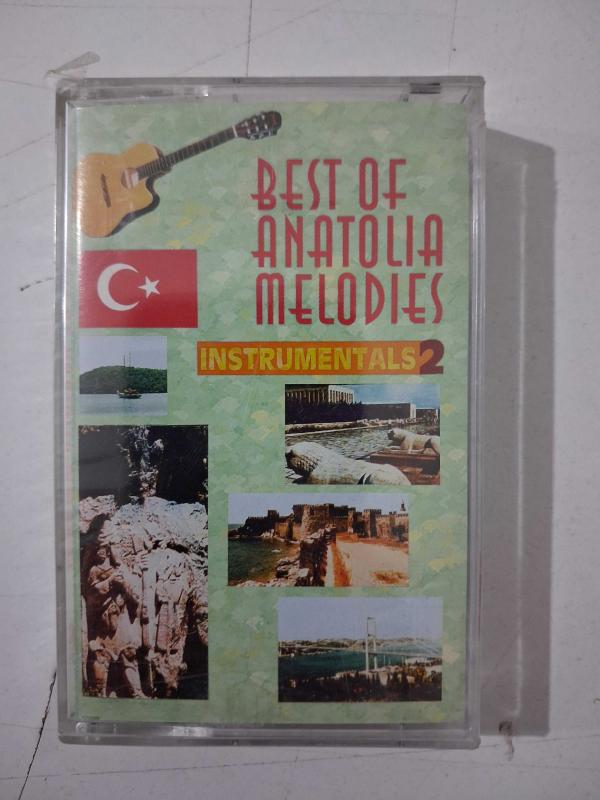 BEST OF
ANATOLIA
MELODIES
INSTRUMENTALS 2